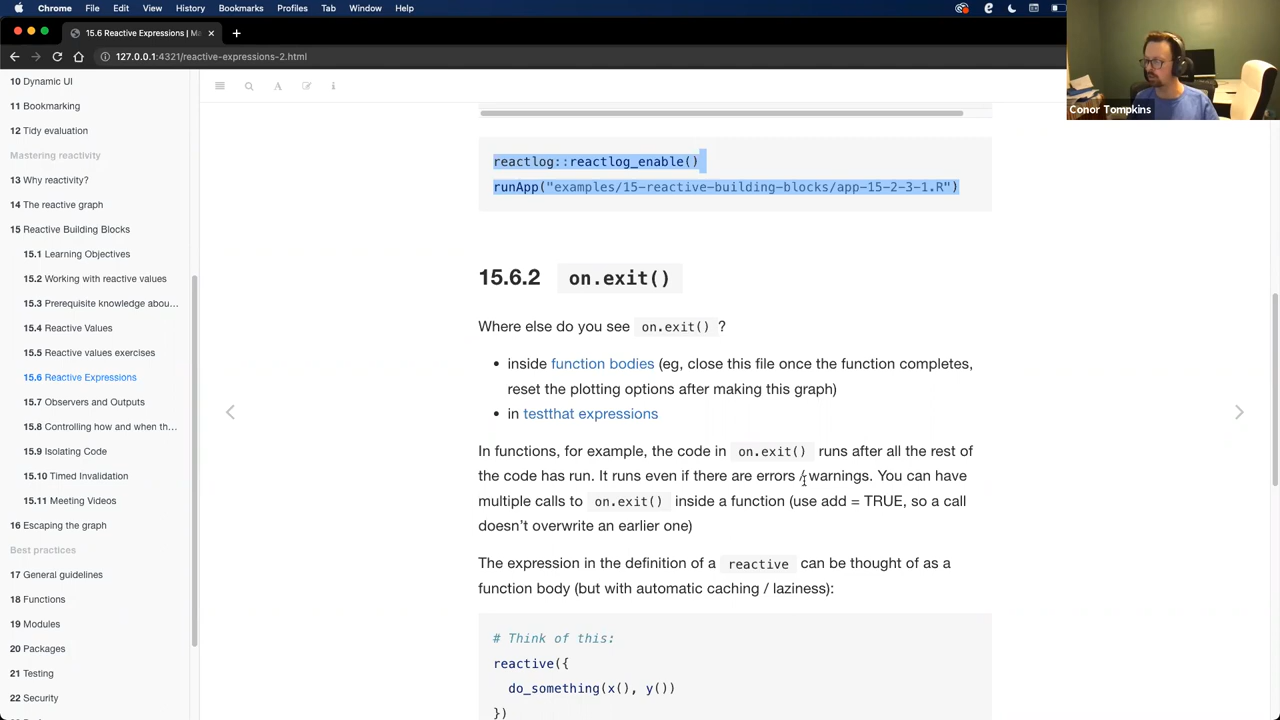 Chrome File Edit View History Bookmarks Profiles Tab Window Help
15.6 Reactive Expressions | Ma
127.0.0.1:4321/reactive-expressions-2.html
Conor Tompkins
10 Dynamic UI
11 Bookmarking
12 Tidy evaluation
Mastering reactivity
13 Why reactivity?
14 The reactive graph
15 Reactive Building Blocks
15.1 Learning Objectives
15.2 Working with reactive values
15.3 Prerequisite knowledge abou...
15.4 Reactive Values
15.5 Reactive values exercises
15.6 Reactive Expressions
15.7 Observers and Outputs
15.8 Controlling how and when th...
15.9 Isolating Code
15.10 Timed Invalidation
15.11 Meeting Videos
16 Escaping the graph
Best practices
17 General guidelines
18 Functions
19 Modules
20 Packages
21 Testing
22 Security
reactlog::reactlog_enable()
runApp("examples/15-reactive-building-blocks/app-15-2-3-1.R")
15.6.2 on.exit()
Where else do you see on.exit() ?
• inside function bodies (eg, close this file once the function completes,
reset the plotting options after making this graph)
• in testthat expressions
In functions, for example, the code in on.exit() runs after all the rest of
the code has run. It runs even if there are errors / warnings. You can have
multiple calls to on.exit() inside a function (use add = TRUE, so a call
doesn't overwrite an earlier one)
The expression in the definition of a reactive can be thought of as a
function body (but with automatic caching / laziness):
# Think of this:
reactive({
do_something(x(), y())
})